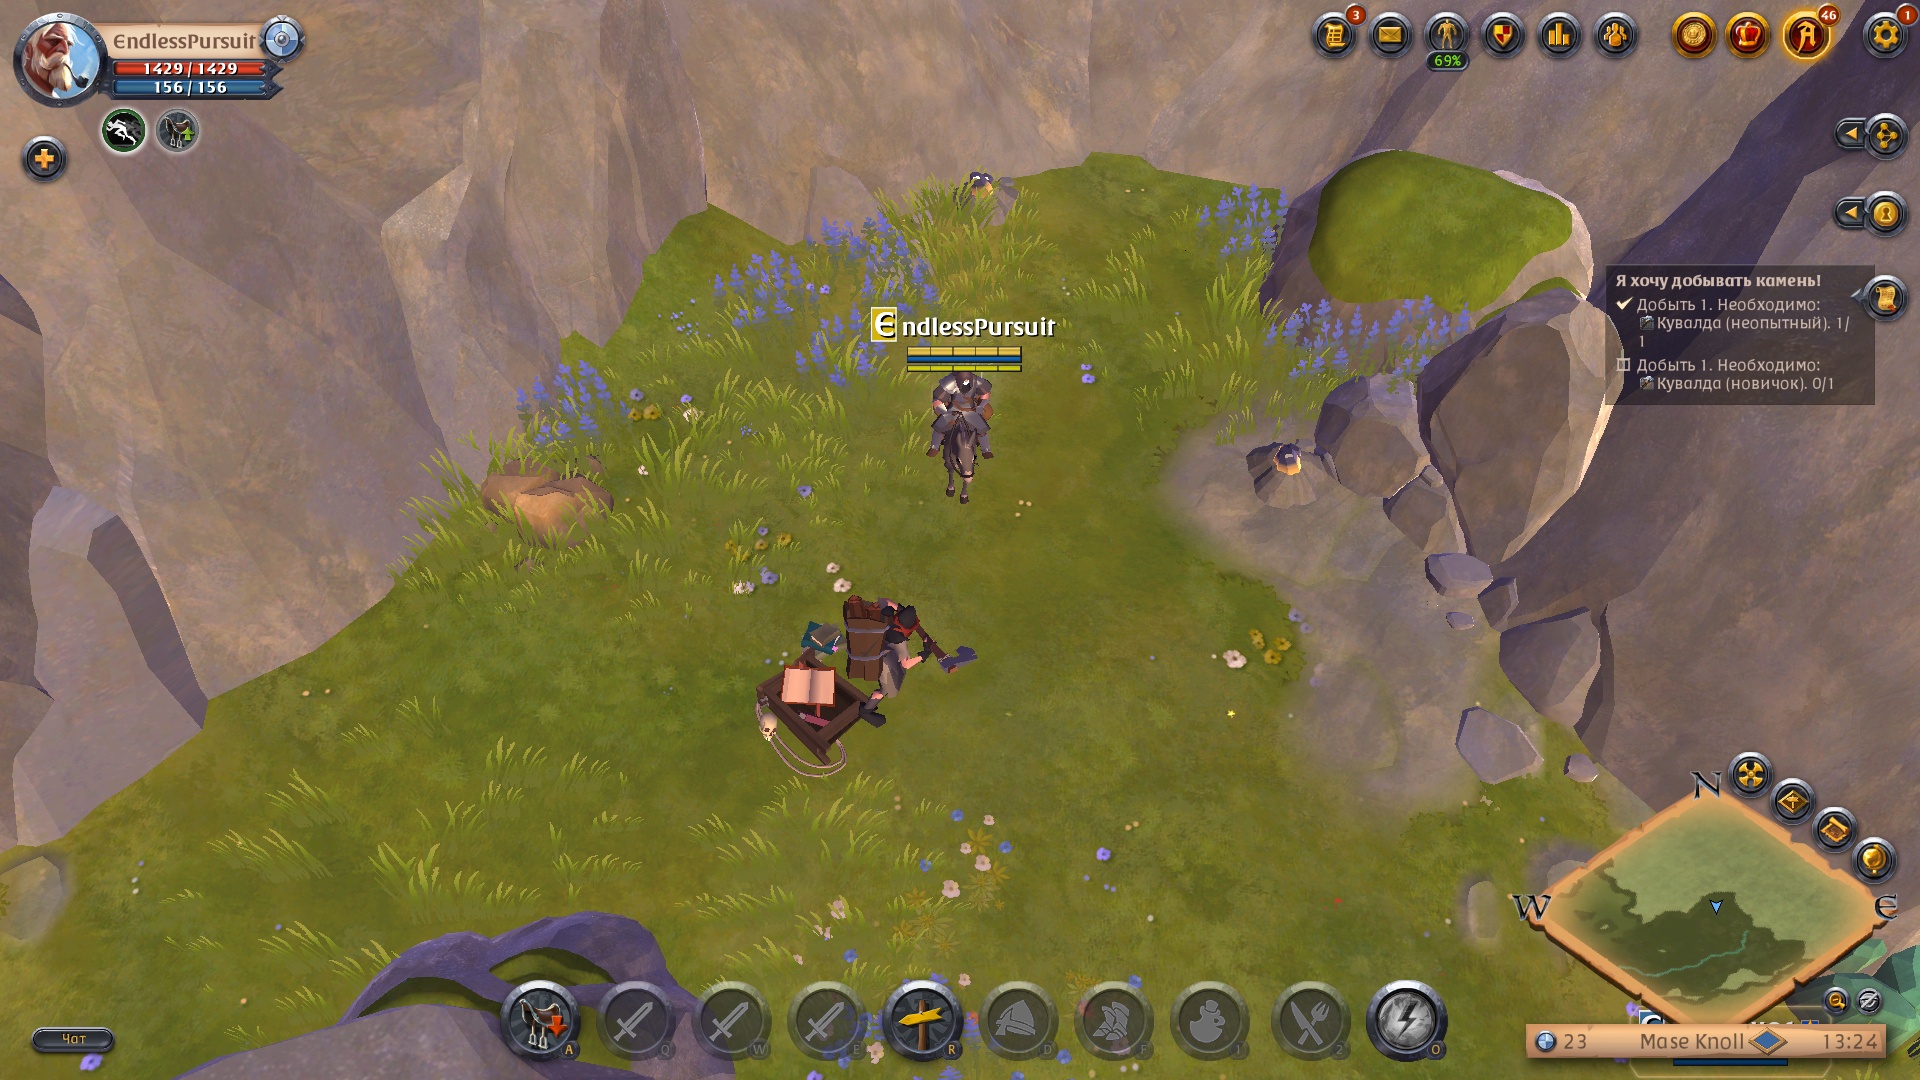 EndlessPursuit
1429 / 1429
156 / 156
3
46
1
69%
Я хочу добывать камень!
Добыть 1. Необходимо:
Кувалда (неопытный). 1/
1
Добыть 1. Необходимо:
Кувалда (новичок). 0/1
EndlessPursuit
N
W
E
Чат
A
Q
W
E
R
D
F
1
2
O
23
Mase Knoll
13:24